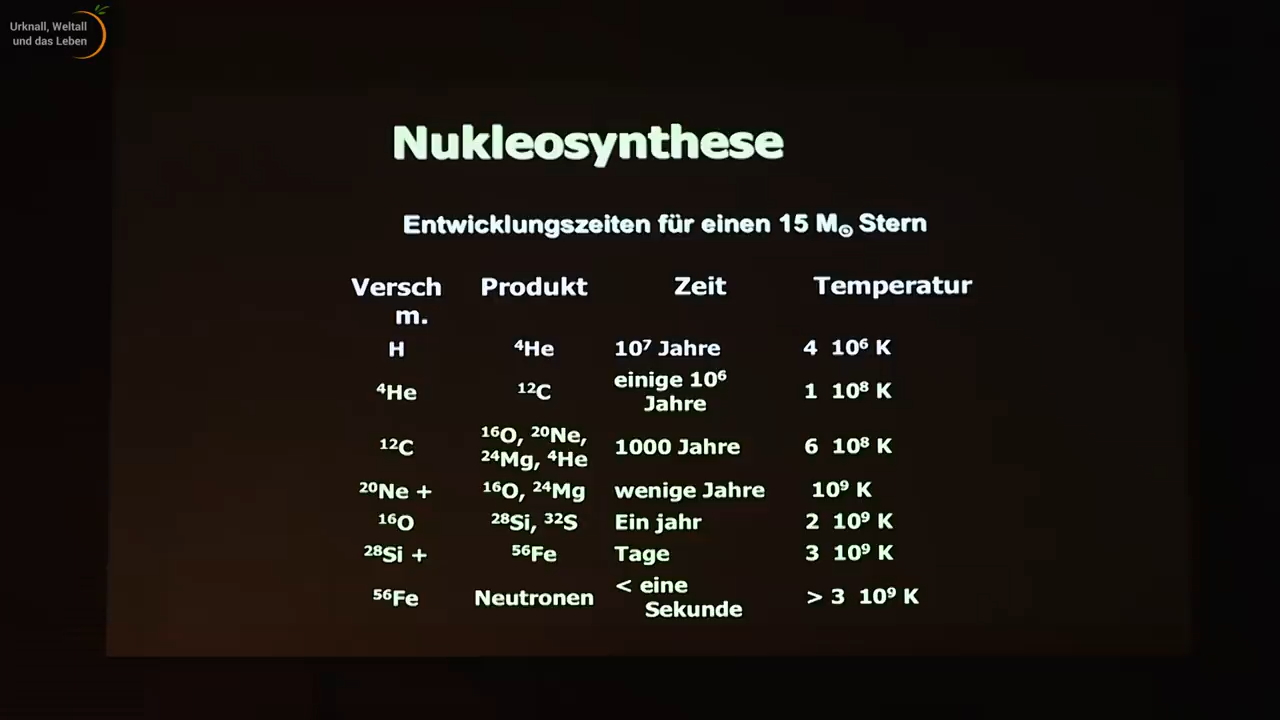 Urknall, Weltall
und das Leben
Nukleosynthese
Entwicklungszeiten für einen 15 M☉ Stern
Versch
m. Produkt Zeit Temperatur
H ⁴He 10⁷ Jahre 4 10⁶ K
⁴He ¹²C einige 10⁶
Jahre 1 10⁸ K
¹²C ¹⁶O, ²⁰Ne,
²⁴Mg, ⁴He 1000 Jahre 6 10⁸ K
²⁰Ne + ¹⁶O, ²⁴Mg wenige Jahre 10⁹ K
¹⁶O ²⁸Si, ³²S Ein jahr 2 10⁹ K
²⁸Si + ⁵⁶Fe Tage 3 10⁹ K
⁵⁶Fe Neutronen < eine
Sekunde > 3 10⁹ K